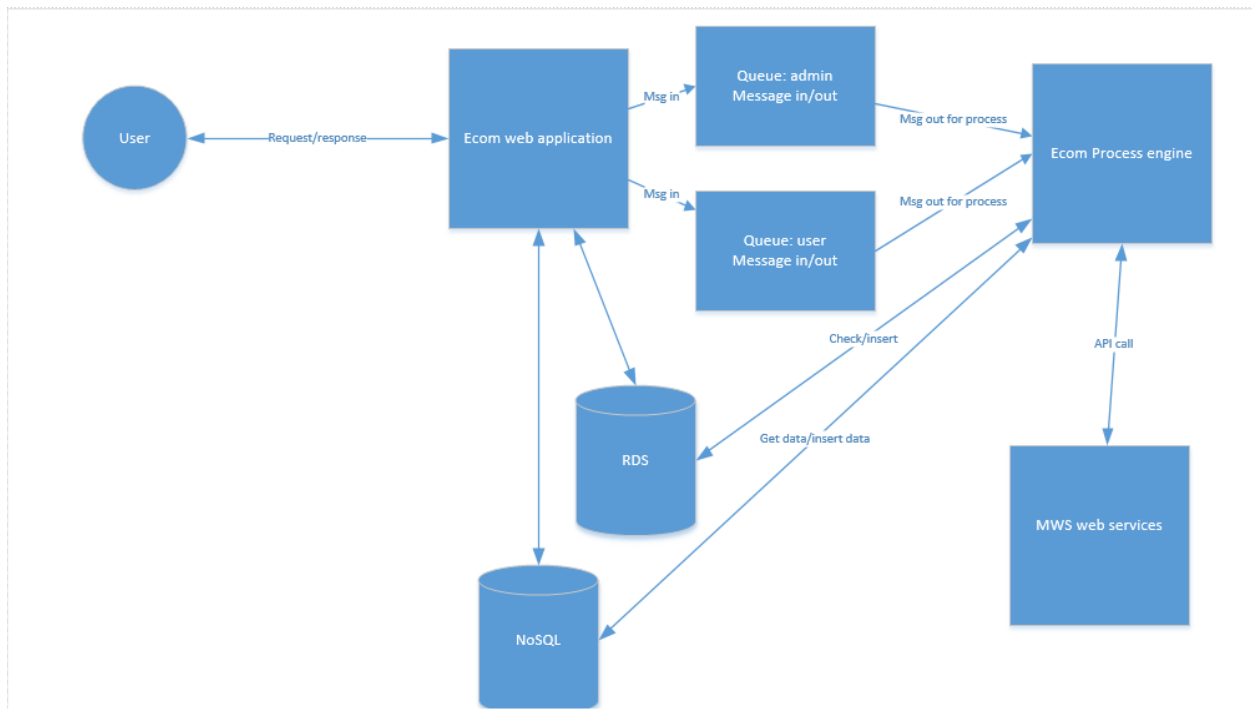 User
Request/response
Ecom web application
Msg in
Msg in
Queue: admin
Message in/out
Queue: user
Message in/out
Msg out for process
Msg out for process
Ecom Process engine
Check/insert
Get data/insert data
API call
RDS
NoSQL
MWS web services